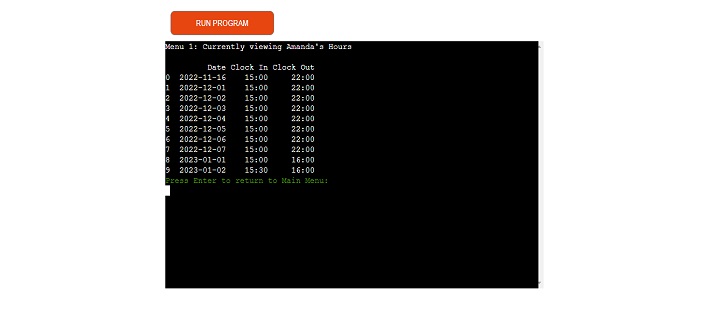 RUN PROGRAM
Menu 1: Currently viewing Amanda's Hours
Date Clock In Clock Out
0 2022-11-16 15:00 22:00
1 2022-12-01 15:00 22:00
2 2022-12-02 15:00 22:00
3 2022-12-03 15:00 22:00
4 2022-12-04 15:00 22:00
5 2022-12-05 15:00 22:00
6 2022-12-06 15:00 22:00
7 2022-12-07 15:00 22:00
8 2023-01-01 15:00 16:00
9 2023-01-02 15:30 16:00
Press Enter to return to Main Menu: